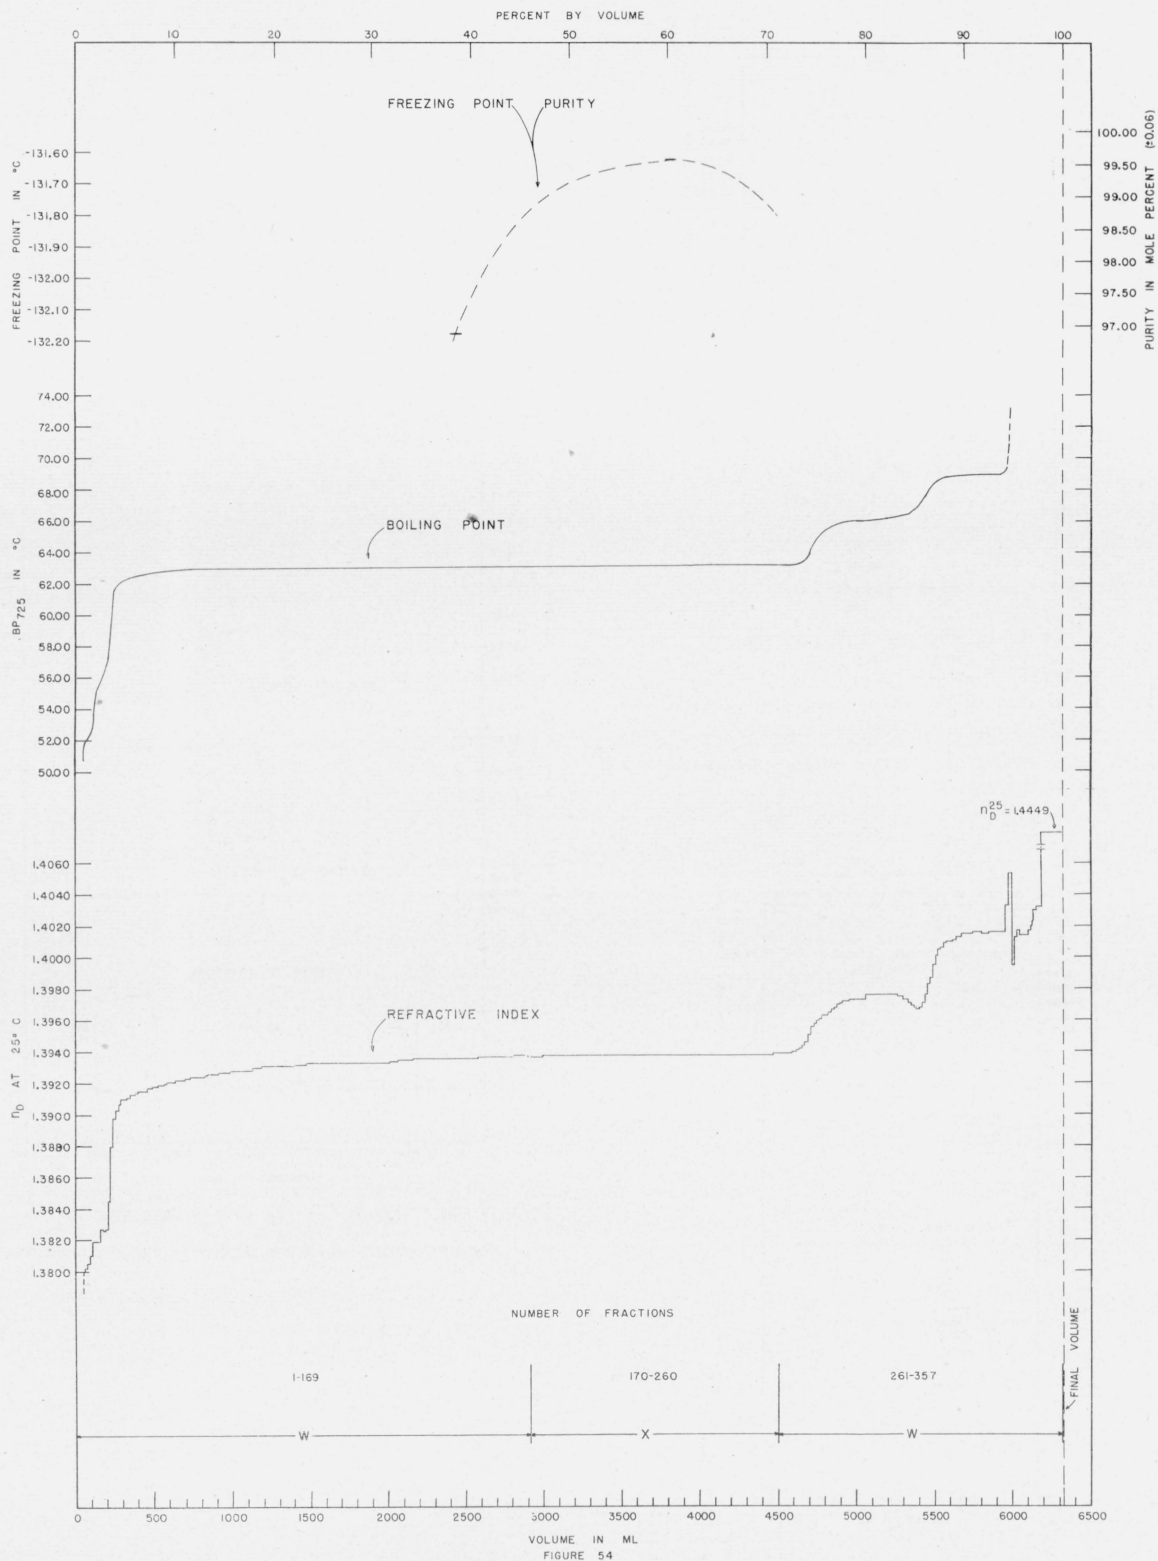 PERCENT BY VOLUME
0 10 20 30 40 50 60 70 80 90 100
FREEZING POINT PURITY
FREEZING POINT IN °C
-131.60
-131.70
-131.80
-131.90
-132.00
-132.10
-132.20
PURITY IN MOLE PERCENT (±0.06)
100.00
99.50
99.00
98.50
98.00
97.50
97.00
BP725 IN °C
74.00
72.00
70.00
68.00
66.00
64.00
62.00
60.00
58.00
56.00
54.00
52.00
50.00
BOILING POINT
n_D^25 = 1.4449
n_D AT 25° C
1.4060
1.4040
1.4020
1.4000
1.3980
1.3960
1.3940
1.3920
1.3900
1.3880
1.3860
1.3840
1.3820
1.3800
REFRACTIVE INDEX
NUMBER OF FRACTIONS
1-169 170-260 261-357
W X W
FINAL VOLUME
0 500 1000 1500 2000 2500 3000 3500 4000 4500 5000 5500 6000 6500
VOLUME IN ML
FIGURE 54